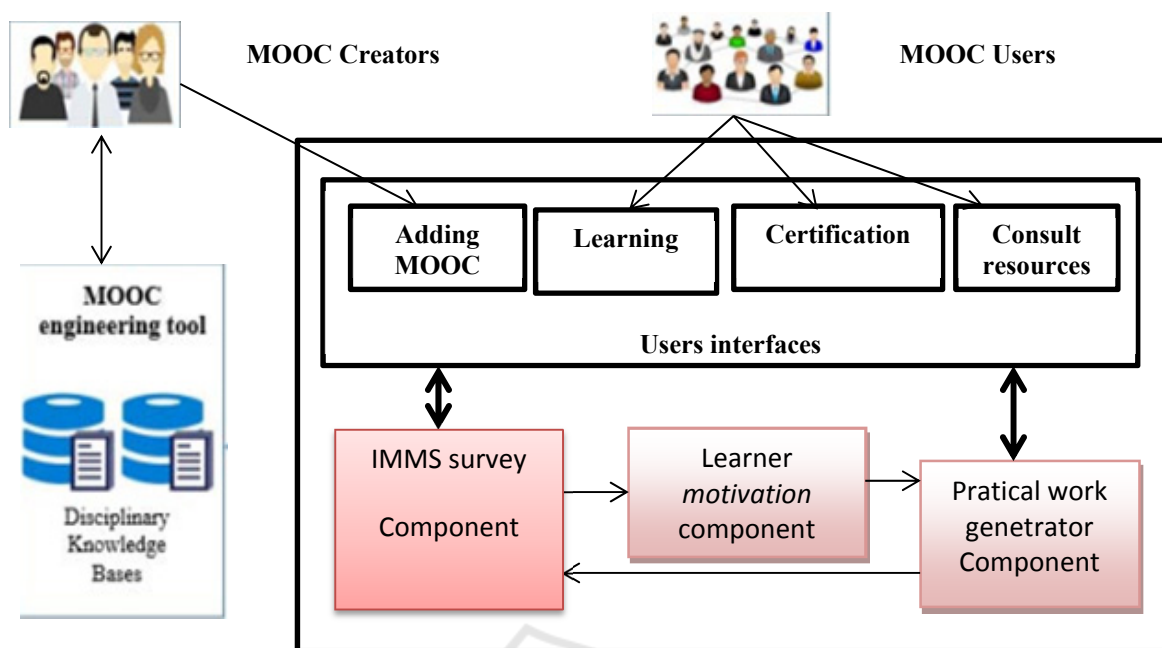 MOOC Creators
MOOC Users
Adding
MOOC
Learning
Certification
Consult
resources
Users interfaces
MOOC
engineering tool
Disciplinary
Knowledge
Bases
IMMS survey
Component
Learner
motivation
component
Pratical work
genetrator
Component